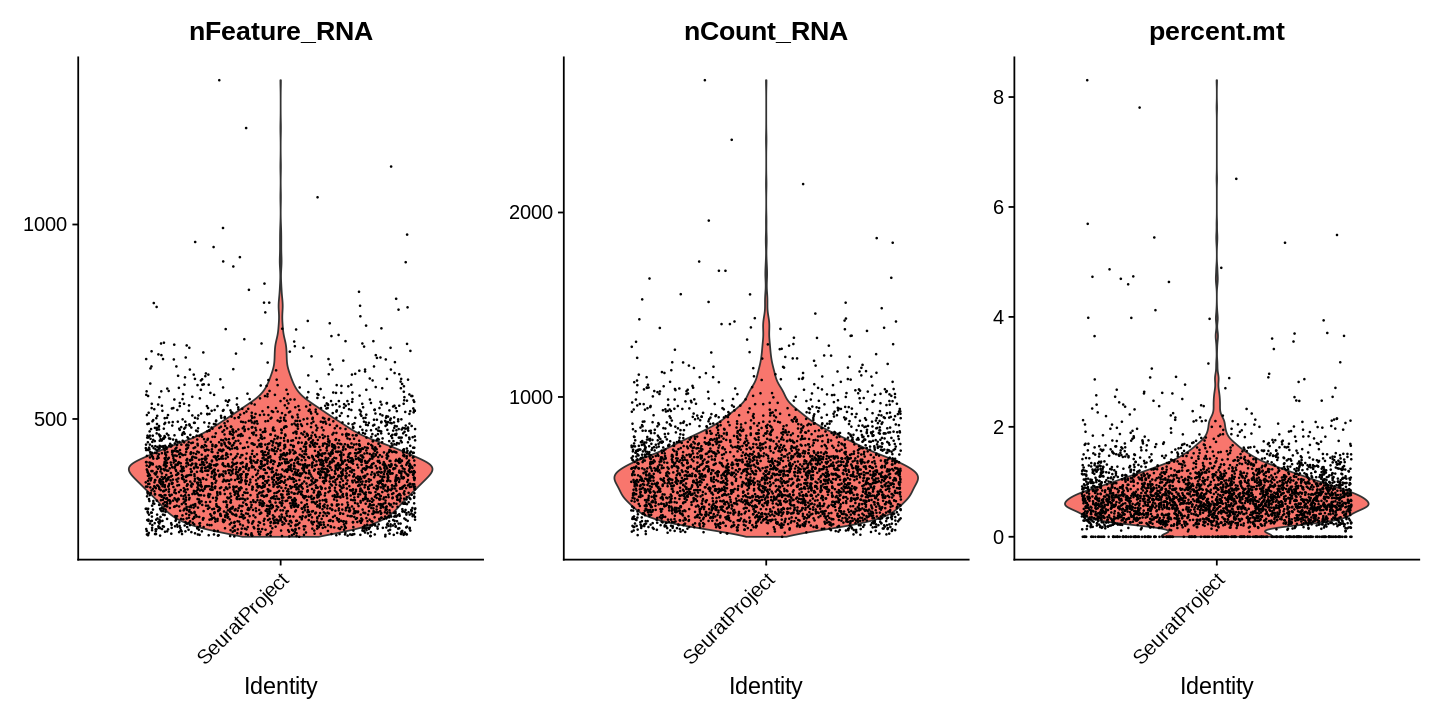 nFeature_RNA
1000
500
SeuratProject
Identity
nCount_RNA
2000
1000
SeuratProject
Identity
percent.mt
8
6
4
2
0
SeuratProject
Identity